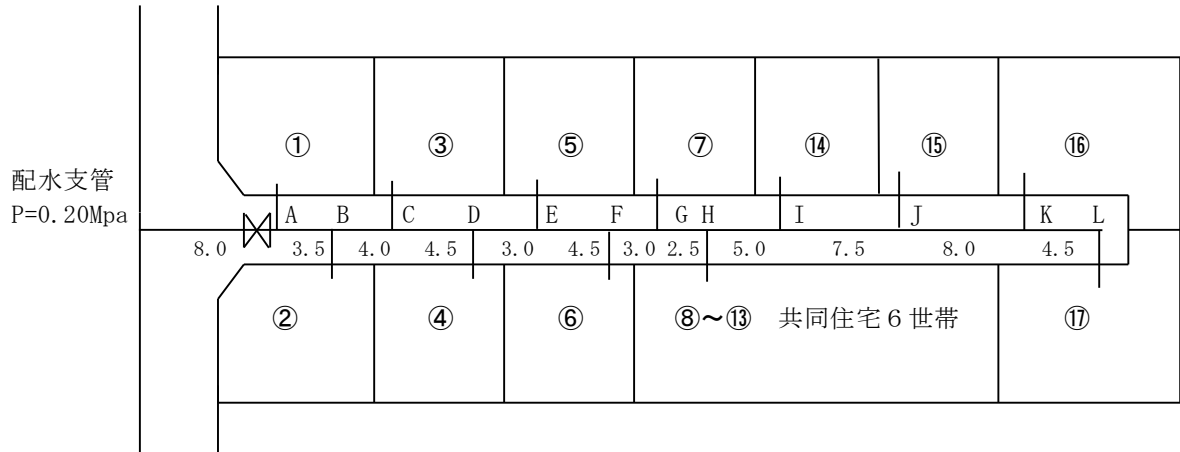 ① ③ ⑤ ⑦ ⑭ ⑮ ⑯
配水支管
P=0.20Mpa
A B C D E F G H I J K L
8.0 3.5 4.0 4.5 3.0 4.5 3.0 2.5 5.0 7.5 8.0 4.5
② ④ ⑥ ⑧～⑬ 共同住宅６世帯 ⑰